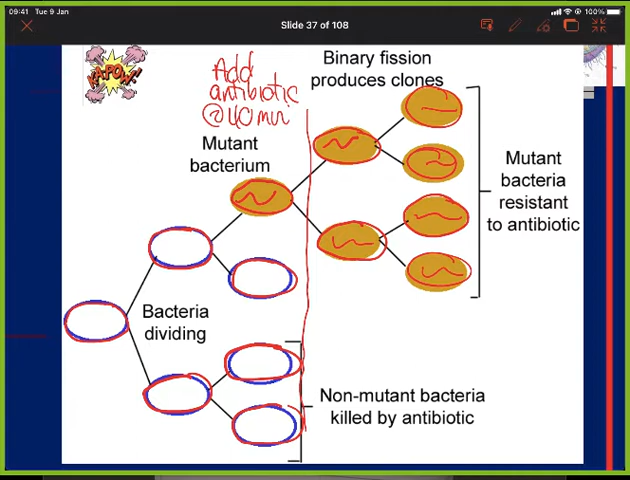 09:41 Tue 9 Jan
100%
Slide 37 of 108
KAPOW!!
Add
antibiotic
@40 min
Binary fission
produces clones
Mutant
bacterium
Mutant
bacteria
resistant
to antibiotic
Bacteria
dividing
Non-mutant bacteria
killed by antibiotic